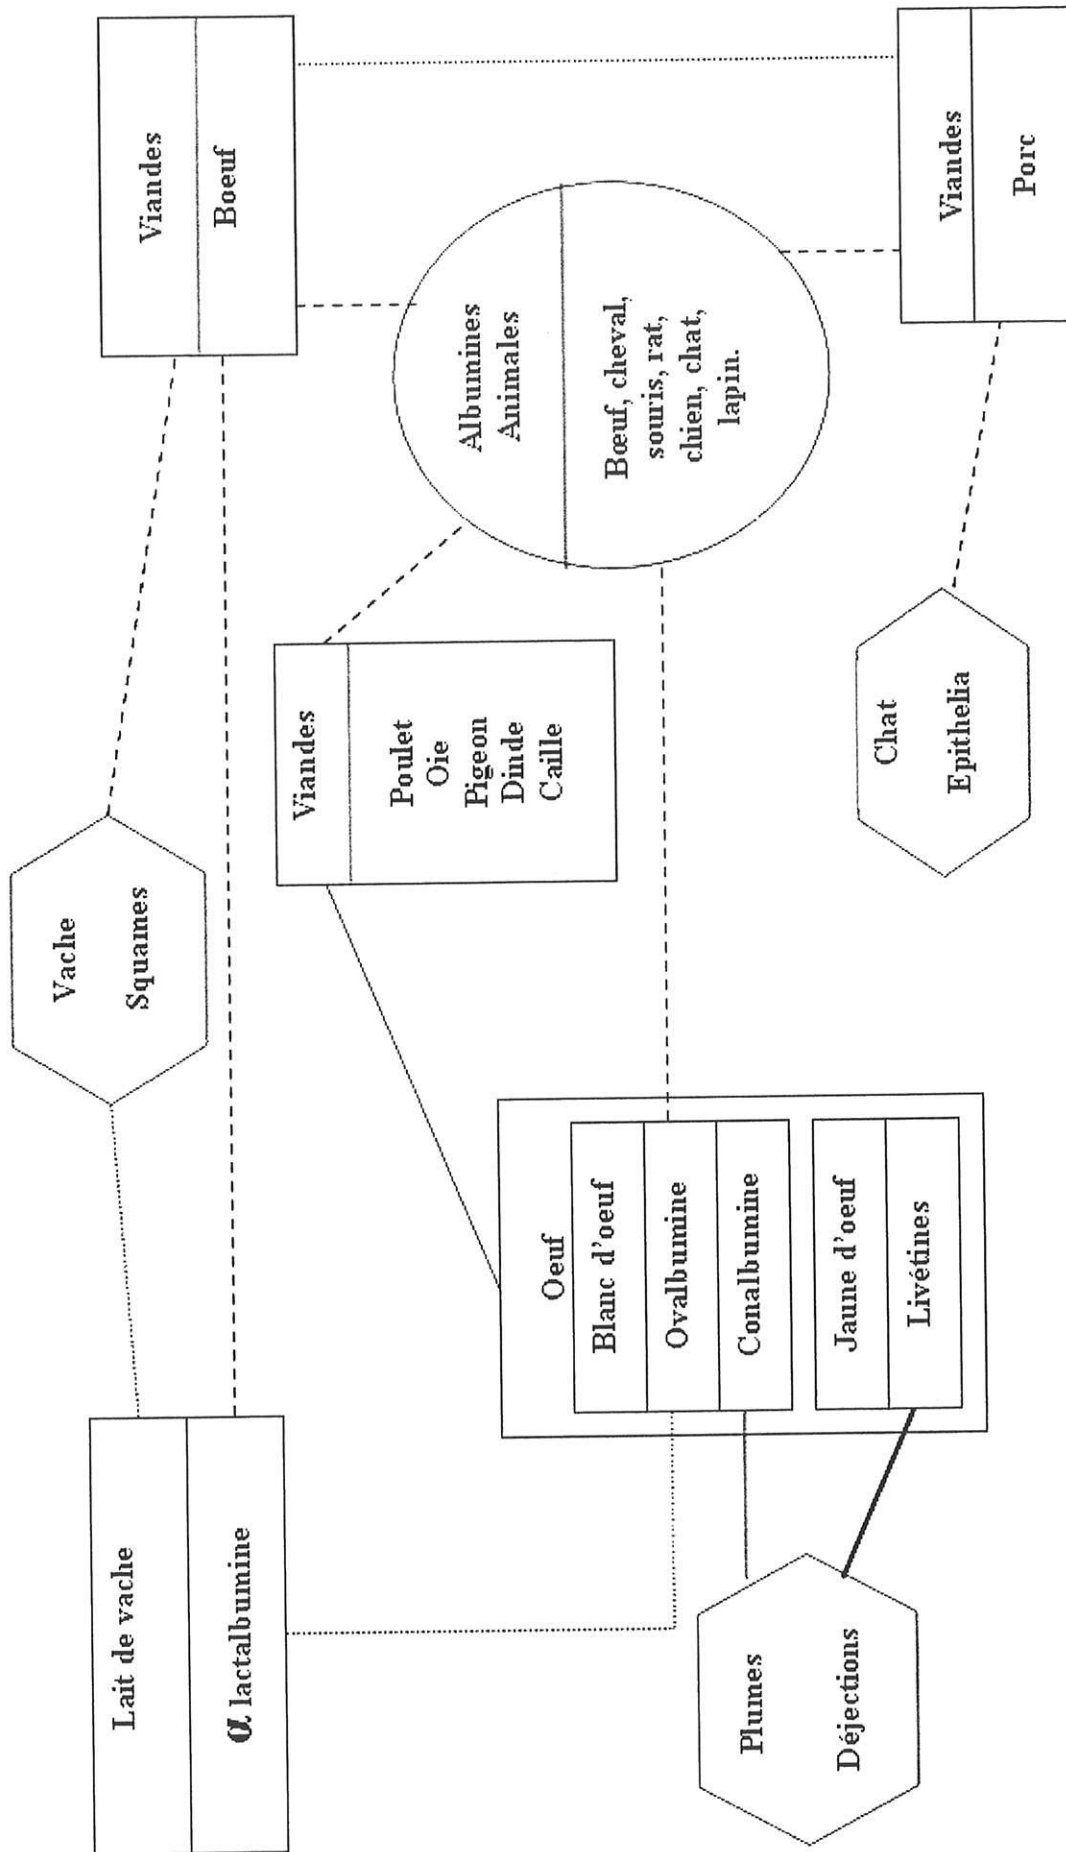 Vache
Squames
Lait de vache
α lactalbumine
Viandes
Boeuf
Viandes
Poulet
Oie
Pigeon
Dinde
Caille
Albumines
Animales
Bœuf, cheval,
souris, rat,
chien, chat,
lapin.
Oeuf
Blanc d'oeuf
Ovalbumine
Conalbumine
Jaune d'oeuf
Livétines
Plumes
Déjections
Chat
Epithelia
Viandes
Porc